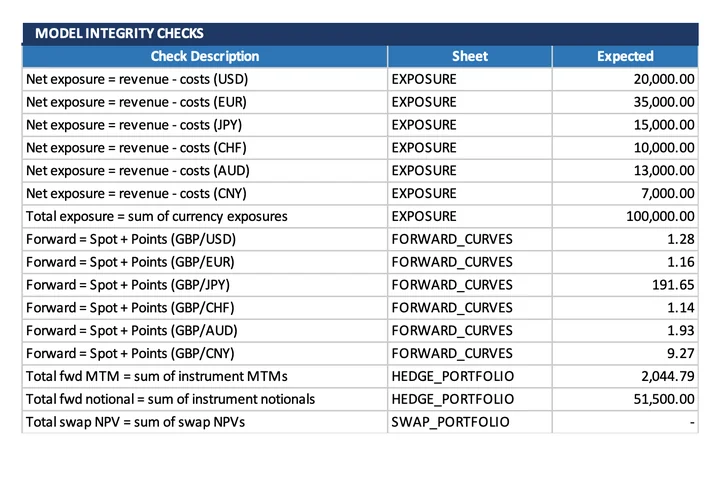 MODEL INTEGRITY CHECKS
Check Description Sheet Expected
Net exposure = revenue - costs (USD) EXPOSURE 20,000.00
Net exposure = revenue - costs (EUR) EXPOSURE 35,000.00
Net exposure = revenue - costs (JPY) EXPOSURE 15,000.00
Net exposure = revenue - costs (CHF) EXPOSURE 10,000.00
Net exposure = revenue - costs (AUD) EXPOSURE 13,000.00
Net exposure = revenue - costs (CNY) EXPOSURE 7,000.00
Total exposure = sum of currency exposures EXPOSURE 100,000.00
Forward = Spot + Points (GBP/USD) FORWARD_CURVES 1.28
Forward = Spot + Points (GBP/EUR) FORWARD_CURVES 1.16
Forward = Spot + Points (GBP/JPY) FORWARD_CURVES 191.65
Forward = Spot + Points (GBP/CHF) FORWARD_CURVES 1.14
Forward = Spot + Points (GBP/AUD) FORWARD_CURVES 1.93
Forward = Spot + Points (GBP/CNY) FORWARD_CURVES 9.27
Total fwd MTM = sum of instrument MTMs HEDGE_PORTFOLIO 2,044.79
Total fwd notional = sum of instrument notionals HEDGE_PORTFOLIO 51,500.00
Total swap NPV = sum of swap NPVs SWAP_PORTFOLIO -